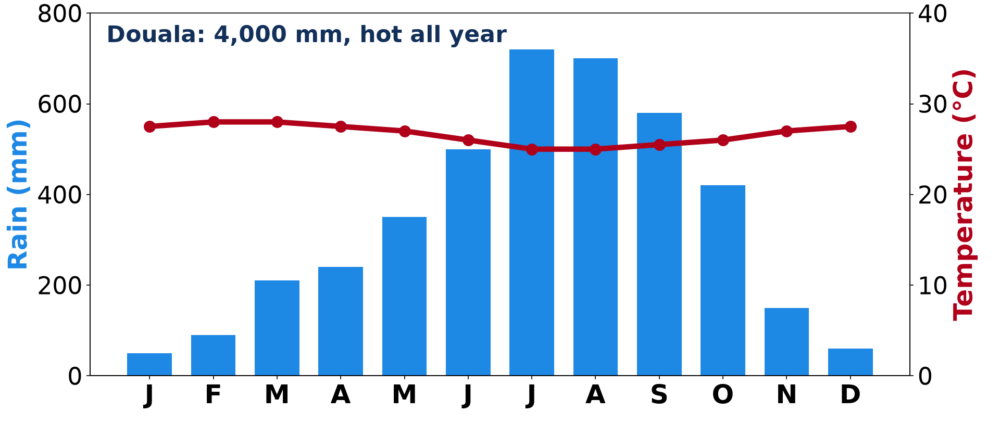 Douala: 4,000 mm, hot all year
Rain (mm)
800
600
400
200
0
40
30
20
10
0
Temperature (°C)
J F M A M J J A S O N D